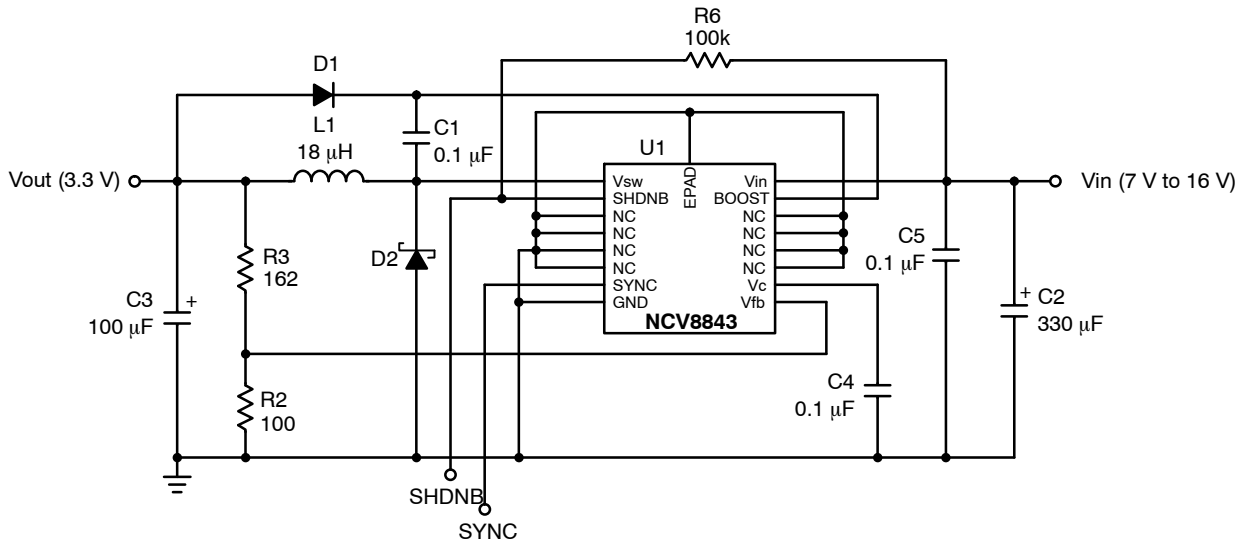 R6
100k
D1
L1
18 μH
C1
0.1 μF
U1
Vout (3.3 V)
Vin (7 V to 16 V)
Vsw
SHDNB
NC
NC
NC
NC
SYNC
GND
EPAD
Vin
BOOST
NC
NC
NC
NC
Vc
Vfb
NCV8843
R3
162
D2
C5
0.1 μF
C3
+
100 μF
+
C2
330 μF
R2
100
C4
0.1 μF
SHDNB
SYNC